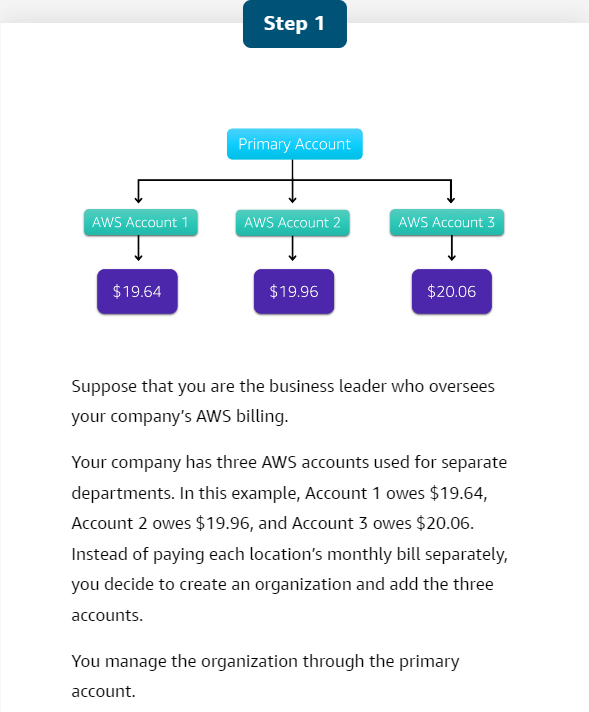 Step 1
Primary Account
AWS Account 1
AWS Account 2
AWS Account 3
$19.64
$19.96
$20.06
Suppose that you are the business leader who oversees
your company's AWS billing.
Your company has three AWS accounts used for separate
departments. In this example, Account 1 owes $19.64,
Account 2 owes $19.96, and Account 3 owes $20.06.
Instead of paying each location's monthly bill separately,
you decide to create an organization and add the three
accounts.
You manage the organization through the primary
account.